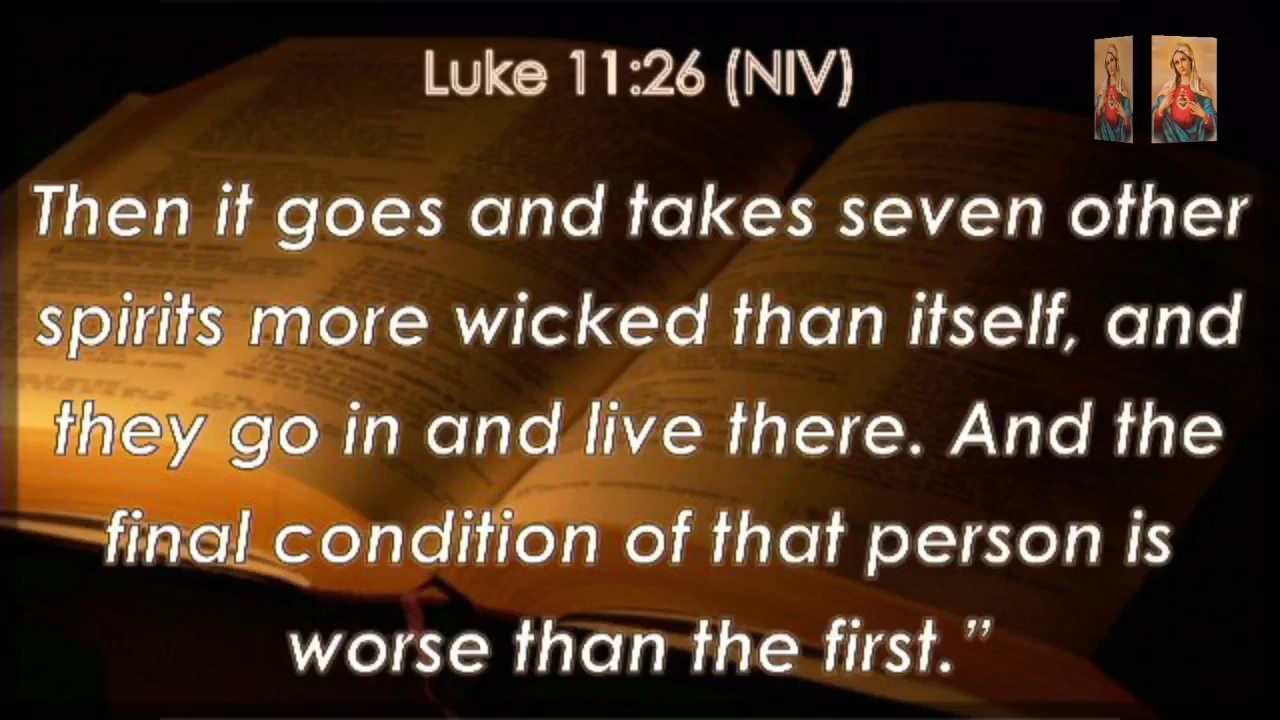 Luke 11:26 (NIV)
Then it goes and takes seven other
spirits more wicked than itself, and
they go in and live there. And the
final condition of that person is
worse than the first.”